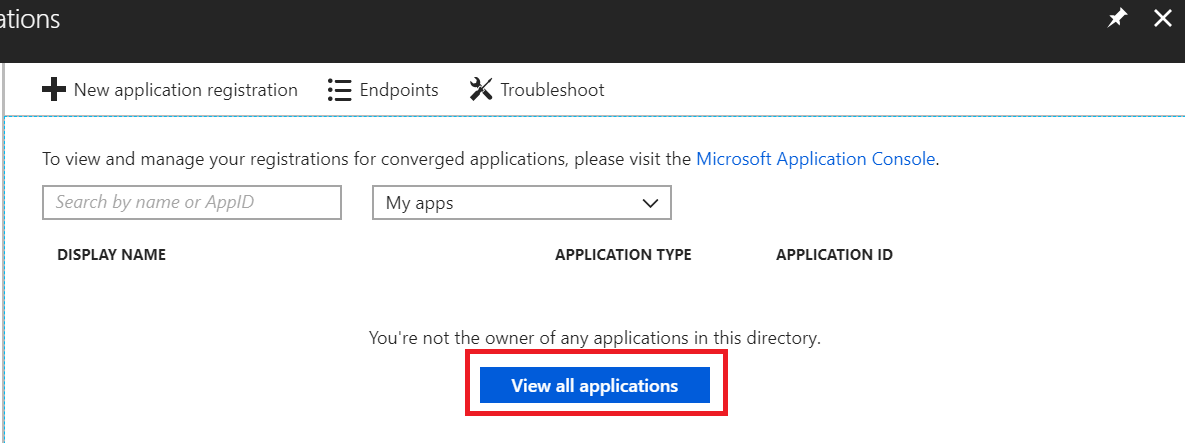 ations
New application registration
Endpoints
Troubleshoot
To view and manage your registrations for converged applications, please visit the Microsoft Application Console.
Search by name or AppID
My apps
DISPLAY NAME
APPLICATION TYPE
APPLICATION ID
You're not the owner of any applications in this directory.
View all applications